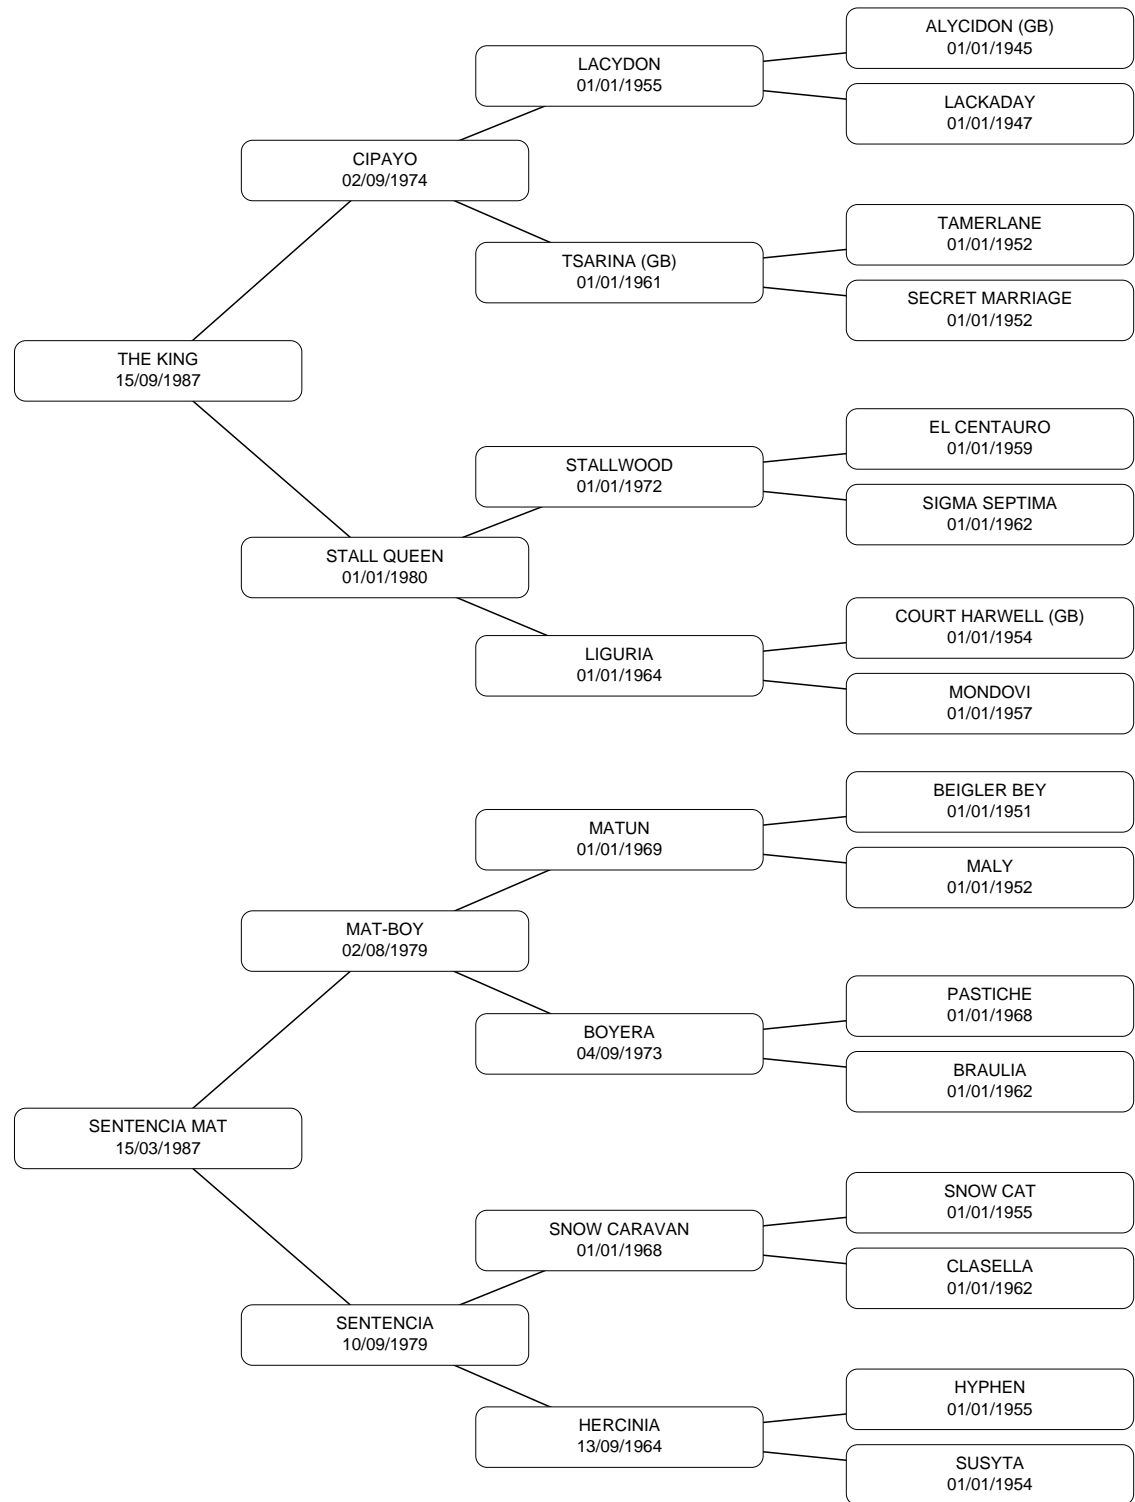 ALYCIDON (GB)
01/01/1945
LACYDON
01/01/1955
LACKADAY
01/01/1947
CIPAYO
02/09/1974
TAMERLANE
01/01/1952
TSARINA (GB)
01/01/1961
SECRET MARRIAGE
01/01/1952
THE KING
15/09/1987
EL CENTAURO
01/01/1959
STALLWOOD
01/01/1972
SIGMA SEPTIMA
01/01/1962
STALL QUEEN
01/01/1980
COURT HARWELL (GB)
01/01/1954
LIGURIA
01/01/1964
MONDOVI
01/01/1957
BEIGLER BEY
01/01/1951
MATUN
01/01/1969
MALY
01/01/1952
MAT-BOY
02/08/1979
PASTICHE
01/01/1968
BOYERA
04/09/1973
BRAULIA
01/01/1962
SENTENCIA MAT
15/03/1987
SNOW CAT
01/01/1955
SNOW CARAVAN
01/01/1968
CLASELLA
01/01/1962
SENTENCIA
10/09/1979
HYPHEN
01/01/1955
HERCINIA
13/09/1964
SUSYTA
01/01/1954